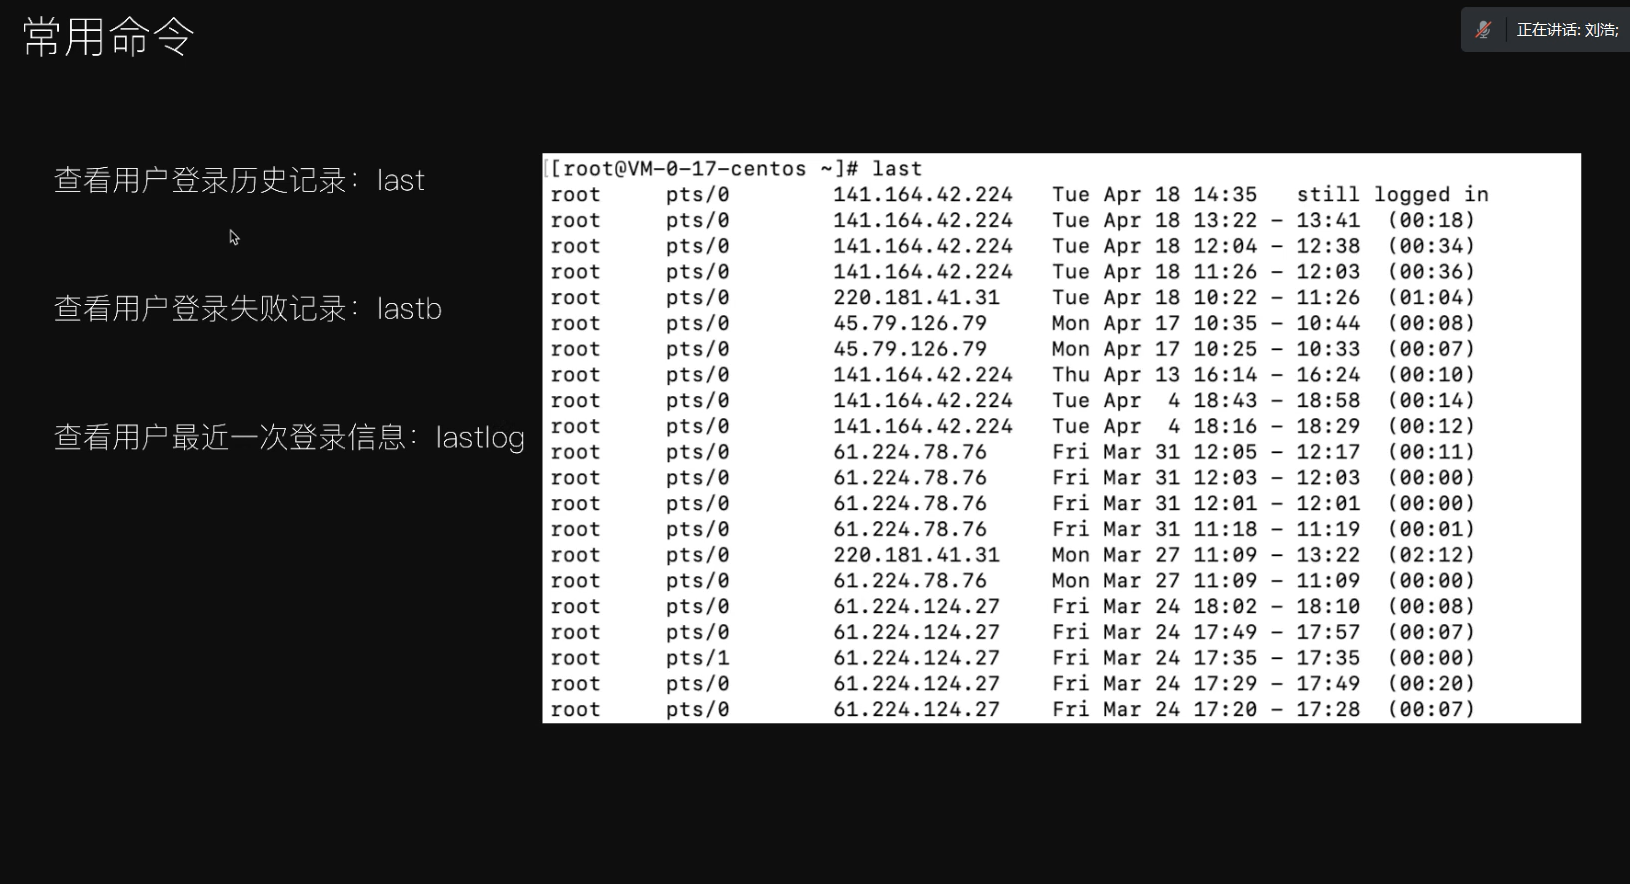 常用命令
正在讲话: 刘浩;
查看用户登录历史记录：last
查看用户登录失败记录：lastb
查看用户最近一次登录信息：lastlog
[[root@VM-0-17-centos ~]# last
root pts/0 141.164.42.224 Tue Apr 18 14:35 still logged in
root pts/0 141.164.42.224 Tue Apr 18 13:22 - 13:41 (00:18)
root pts/0 141.164.42.224 Tue Apr 18 12:04 - 12:38 (00:34)
root pts/0 141.164.42.224 Tue Apr 18 11:26 - 12:03 (00:36)
root pts/0 220.181.41.31 Tue Apr 18 10:22 - 11:26 (01:04)
root pts/0 45.79.126.79 Mon Apr 17 10:35 - 10:44 (00:08)
root pts/0 45.79.126.79 Mon Apr 17 10:25 - 10:33 (00:07)
root pts/0 141.164.42.224 Thu Apr 13 16:14 - 16:24 (00:10)
root pts/0 141.164.42.224 Tue Apr 4 18:43 - 18:58 (00:14)
root pts/0 141.164.42.224 Tue Apr 4 18:16 - 18:29 (00:12)
root pts/0 61.224.78.76 Fri Mar 31 12:05 - 12:17 (00:11)
root pts/0 61.224.78.76 Fri Mar 31 12:03 - 12:03 (00:00)
root pts/0 61.224.78.76 Fri Mar 31 12:01 - 12:01 (00:00)
root pts/0 61.224.78.76 Fri Mar 31 11:18 - 11:19 (00:01)
root pts/0 220.181.41.31 Mon Mar 27 11:09 - 13:22 (02:12)
root pts/0 61.224.78.76 Mon Mar 27 11:09 - 11:09 (00:00)
root pts/0 61.224.124.27 Fri Mar 24 18:02 - 18:10 (00:08)
root pts/0 61.224.124.27 Fri Mar 24 17:49 - 17:57 (00:07)
root pts/1 61.224.124.27 Fri Mar 24 17:35 - 17:35 (00:00)
root pts/0 61.224.124.27 Fri Mar 24 17:29 - 17:49 (00:20)
root pts/0 61.224.124.27 Fri Mar 24 17:20 - 17:28 (00:07)